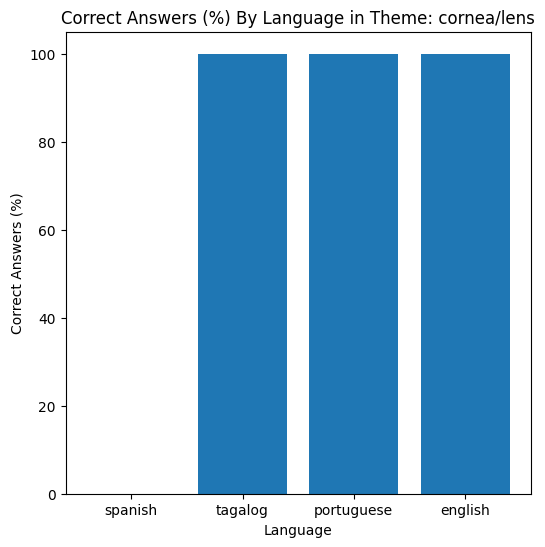 Correct Answers (%) By Language in Theme: cornea/lens
100
80
60
40
20
0
Correct Answers (%)
spanish tagalog portuguese english
Language